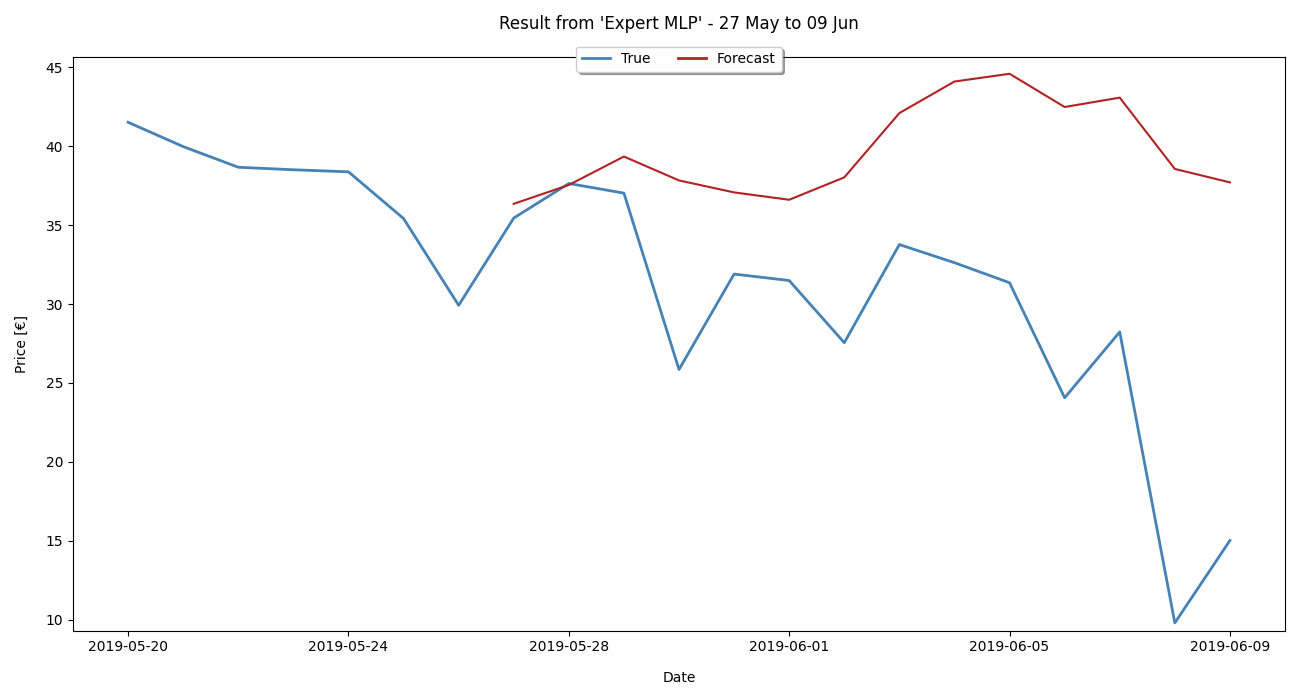 Result from 'Expert MLP' - 27 May to 09 Jun
True Forecast
45
40
35
30
25
20
15
10
Price [€]
2019-05-20 2019-05-24 2019-05-28 2019-06-01 2019-06-05 2019-06-09
Date